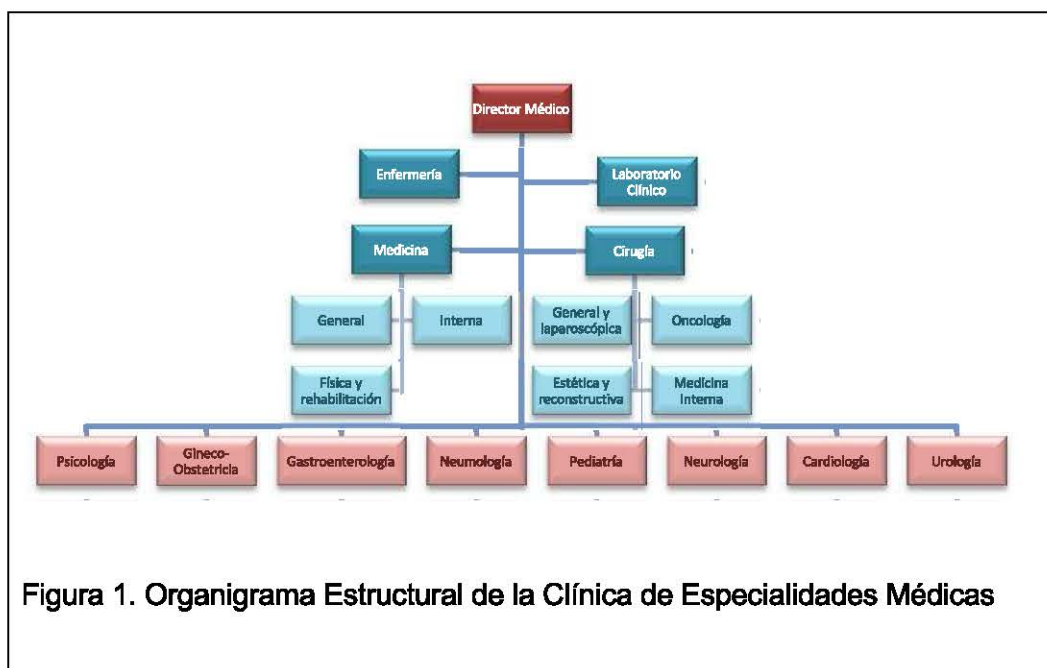 Director Médico
Enfermería
Laboratorio
Clínico
Medicina
Cirugía
General
Interna
General y
laparoscópica
Oncología
Física y
rehabilitación
Estética y
reconstructiva
Medicina
Interna
Psicología
Gineco-
Obstetricia
Gastroenterología
Neumología
Pediatría
Neurología
Cardiología
Urología
Figura 1. Organigrama Estructural de la Clínica de Especialidades Médicas